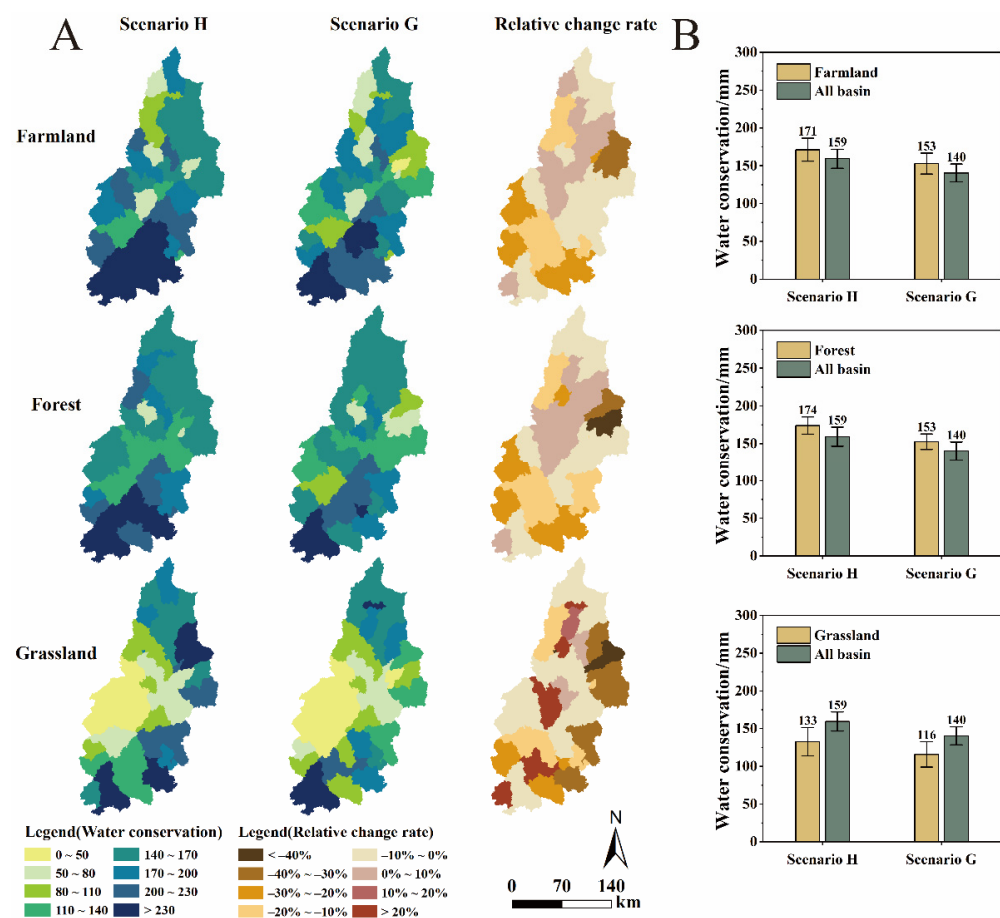 A
Scenario H
Scenario G
Relative change rate
Farmland
Forest
Grassland
Legend(Water conservation)
0 ~ 50
50 ~ 80
80 ~ 110
110 ~ 140
140 ~ 170
170 ~ 200
200 ~ 230
> 230
Legend(Relative change rate)
< –40%
–40% ~ –30%
–30% ~ –20%
–20% ~ –10%
–10% ~ 0%
0% ~ 10%
10% ~ 20%
> 20%
N
0 70 140
km
B
Water conservation/mm
300
250
200
150
100
50
0
Farmland
All basin
171
159
153
140
Scenario H
Scenario G
Water conservation/mm
300
250
200
150
100
50
0
Forest
All basin
174
159
153
140
Scenario H
Scenario G
Water conservation/mm
300
250
200
150
100
50
0
Grassland
All basin
133
159
116
140
Scenario H
Scenario G